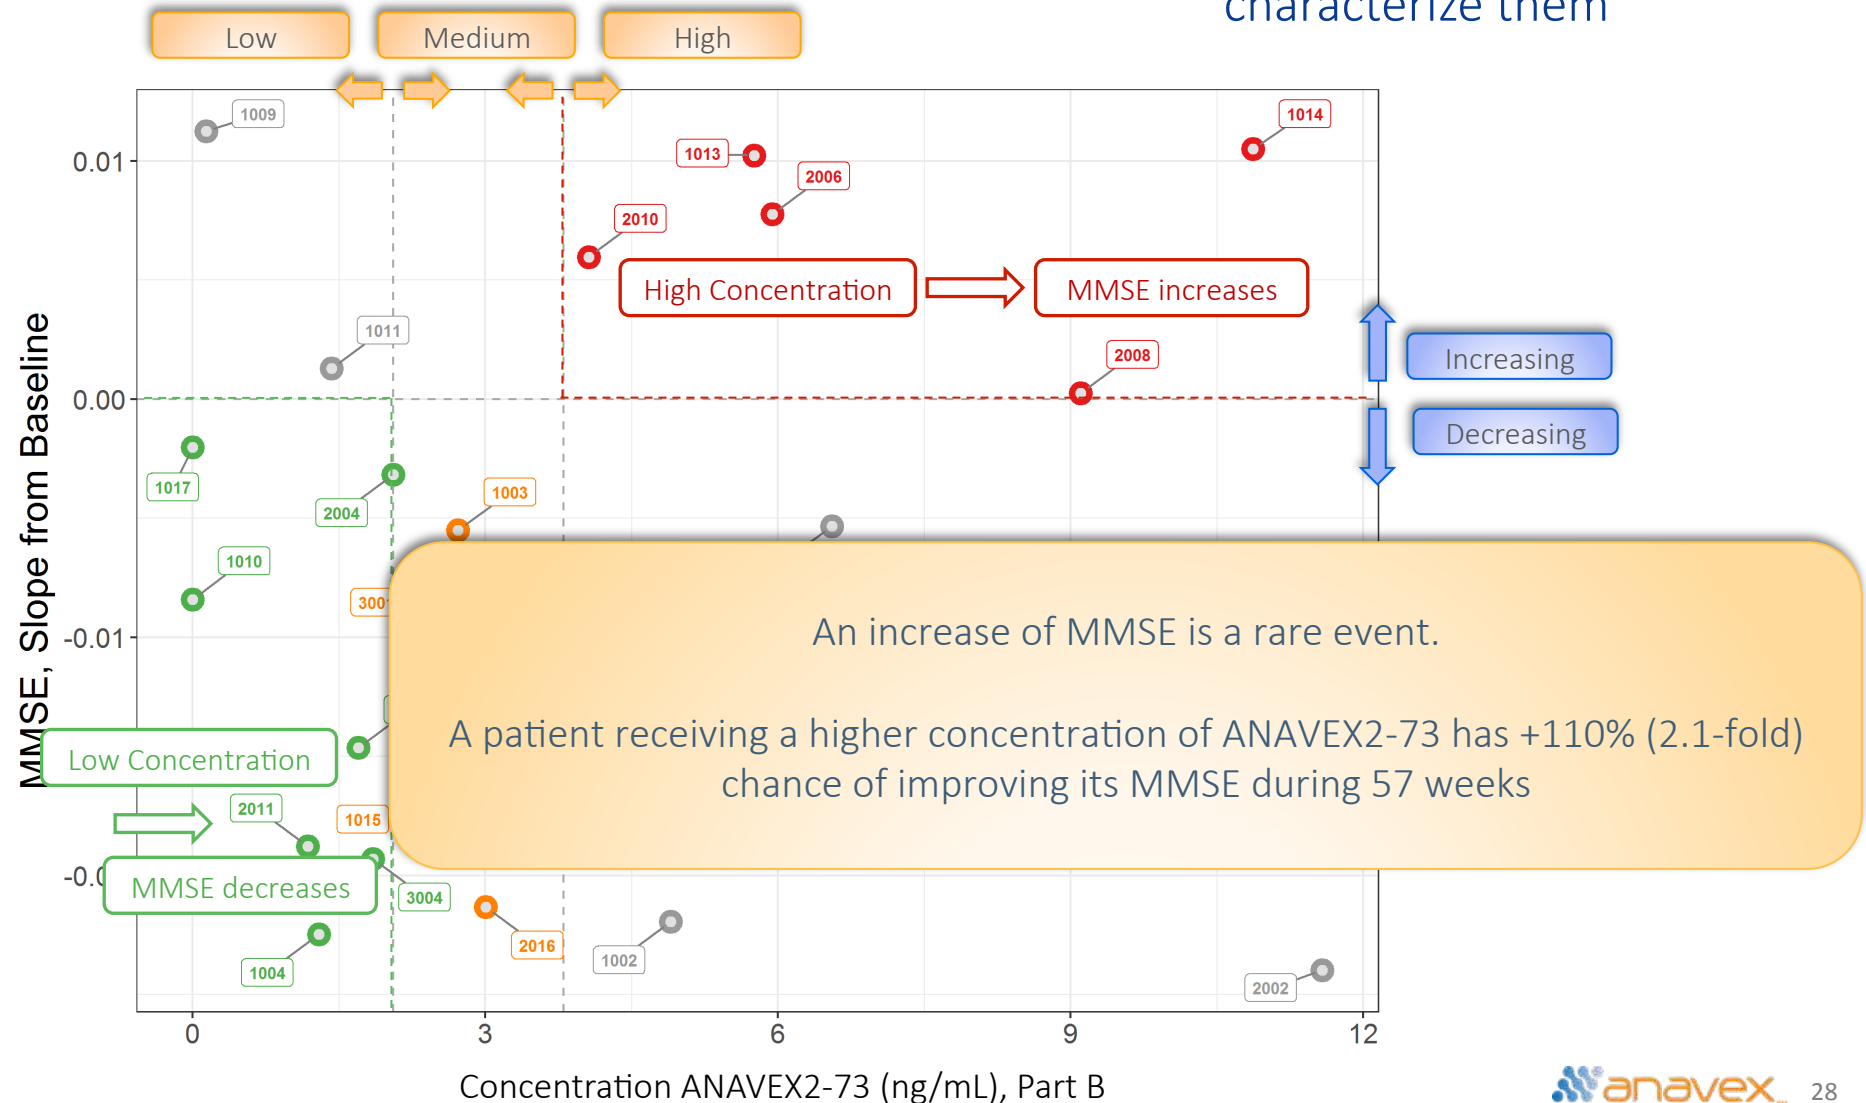 characterize them
Low
Medium
High
1009
1014
1013
0.01
2006
2010
High Concentration
MMSE increases
1011
2008
Increasing
0.00
Decreasing
MMSE, Slope from Baseline
1017
1003
2004
1010
An increase of MMSE is a rare event.
-0.01
A patient receiving a higher concentration of ANAVEX2-73 has +110% (2.1-fold)
chance of improving its MMSE during 57 weeks
Low Concentration
2011
1015
MMSE decreases
3004
2016
1002
1004
2002
0
3
6
9
12
Concentration ANAVEX2-73 (ng/mL), Part B
anavex
28